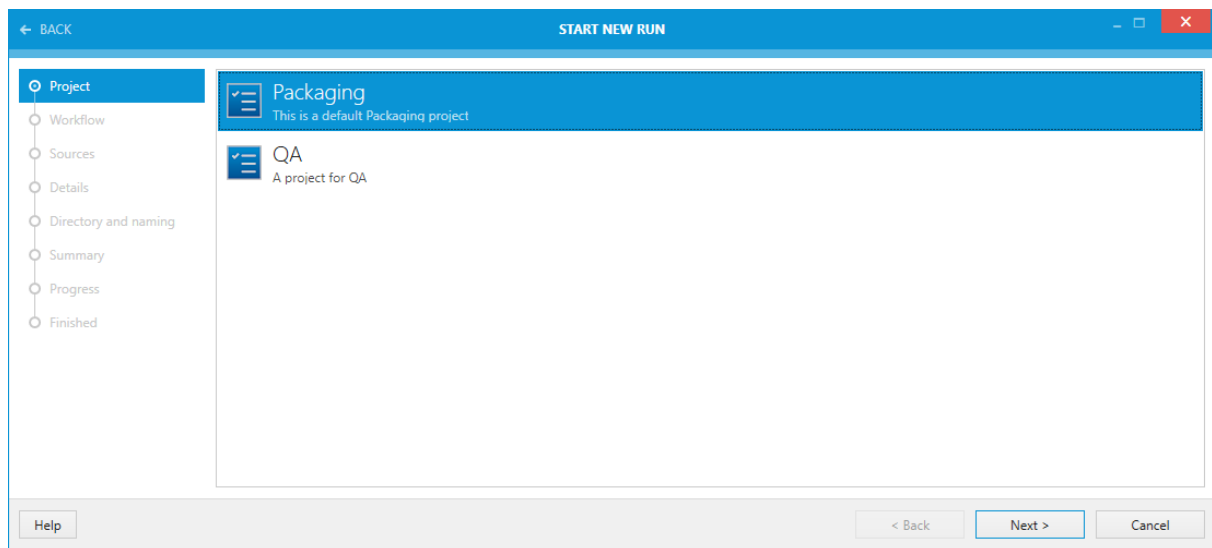 ← BACK
START NEW RUN
Project
Workflow
Sources
Details
Directory and naming
Summary
Progress
Finished
Packaging
This is a default Packaging project
QA
A project for QA
Help
< Back
Next >
Cancel